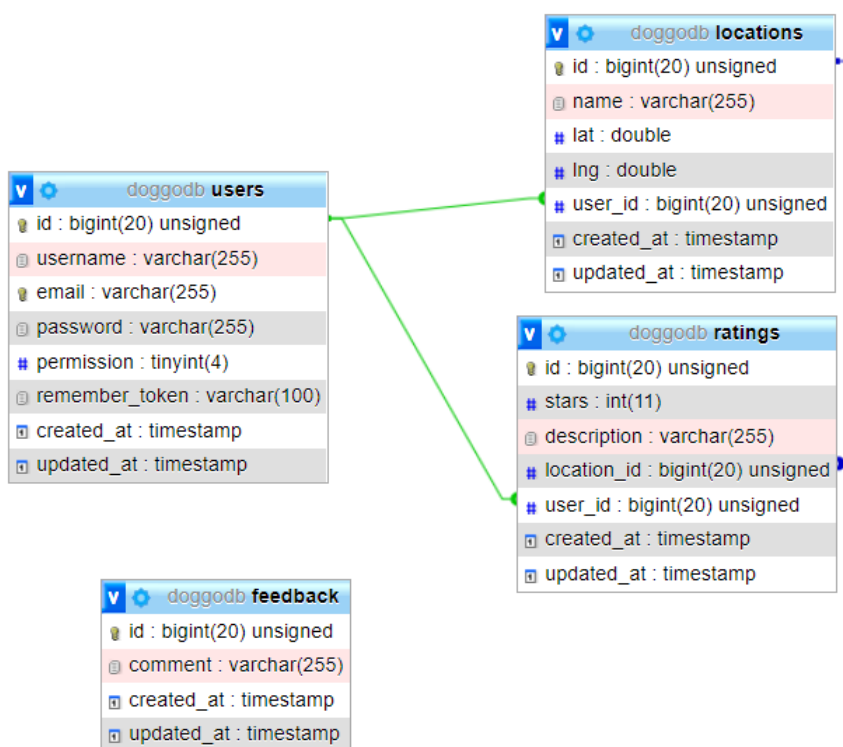 doggodb users
id : bigint(20) unsigned
username : varchar(255)
email : varchar(255)
password : varchar(255)
permission : tinyint(4)
remember_token : varchar(100)
created_at : timestamp
updated_at : timestamp
doggodb locations
id : bigint(20) unsigned
name : varchar(255)
lat : double
lng : double
user_id : bigint(20) unsigned
created_at : timestamp
updated_at : timestamp
doggodb ratings
id : bigint(20) unsigned
stars : int(11)
description : varchar(255)
location_id : bigint(20) unsigned
user_id : bigint(20) unsigned
created_at : timestamp
updated_at : timestamp
doggodb feedback
id : bigint(20) unsigned
comment : varchar(255)
created_at : timestamp
updated_at : timestamp